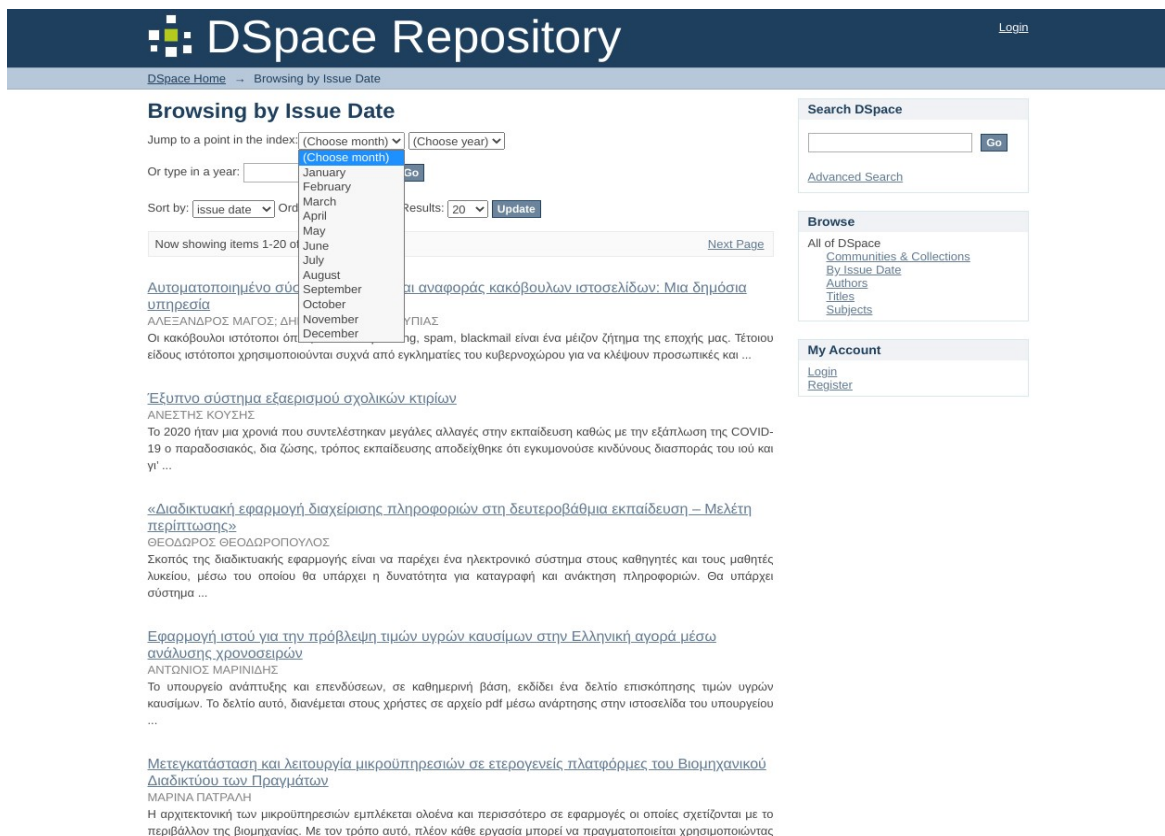 DSpace Repository
Login
DSpace Home → Browsing by Issue Date
Browsing by Issue Date
Jump to a point in the index: (Choose month) (Choose year)
(Choose month)
January
February
March
April
May
June
July
August
September
October
November
December
Or type in a year: Go
Sort by: issue date Results: 20 Update
Now showing items 1-20 Next Page
Αυτοματοποιημένο αναφοράς κακόβουλων ιστοσελίδων: Μια δημόσια
υπηρεσία
ΑΛΕΞΑΝΔΡΟΣ ΜΑΓΟΣ;
Οι κακόβουλοι ιστότοποι spam, blackmail είναι ένα μείζον ζήτημα της εποχής μας. Τέτοιου
είδους ιστότοποι χρησιμοποιούνται συχνά από εγκληματίες του κυβερνοχώρου για να κλέψουν προσωπικές και ...
Έξυπνο σύστημα εξαερισμού σχολικών κτιρίων
ΑΝΕΣΤΗΣ ΚΟΥΣΗΣ
Το 2020 ήταν μια χρονιά που συντελέστηκαν μεγάλες αλλαγές στην εκπαίδευση καθώς με την εξάπλωση της COVID-
19 ο παραδοσιακός, δια ζώσης, τρόπος εκπαίδευσης αποδείχθηκε ότι εγκυμονούσε κινδύνους διασποράς του ιού και
γι' ...
«Διαδικτυακή εφαρμογή διαχείρισης πληροφοριών στη δευτεροβάθμια εκπαίδευση – Μελέτη
περίπτωσης»
ΘΕΟΔΩΡΟΣ ΘΕΟΔΩΡΟΠΟΥΛΟΣ
Σκοπός της διαδικτυακής εφαρμογής είναι να παρέχει ένα ηλεκτρονικό σύστημα στους καθηγητές και τους μαθητές
λυκείου, μέσω του οποίου θα υπάρχει η δυνατότητα για καταγραφή και ανάκτηση πληροφοριών. Θα υπάρχει
σύστημα ...
Εφαρμογή ιστού για την πρόβλεψη τιμών υγρών καυσίμων στην Ελληνική αγορά μέσω
ανάλυσης χρονοσειρών
ΑΝΤΩΝΙΟΣ ΜΑΡΙΝΙΔΗΣ
Το υπουργείο ανάπτυξης και επενδύσεων, σε καθημερινή βάση, εκδίδει ένα δελτίο επισκόπησης τιμών υγρών
καυσίμων. Το δελτίο αυτό, διανέμεται στους χρήστες σε αρχείο pdf μέσω ανάρτησης στην ιστοσελίδα του υπουργείου
...
Μετεγκατάσταση και λειτουργία μικροϋπηρεσιών σε ετερογενείς πλατφόρμες του Βιομηχανικού
Διαδικτύου των Πραγμάτων
ΜΑΡΙΝΑ ΠΑΤΡΑΛΗ
Η αρχιτεκτονική των μικροϋπηρεσιών εμπλέκεται ολοένα και περισσότερο σε εφαρμογές οι οποίες σχετίζονται με το
περιβάλλον της βιομηχανίας. Με τον τρόπο αυτό, πλέον κάθε εργασία μπορεί να πραγματοποιείται χρησιμοποιώντας
Search DSpace
Go
Advanced Search
Browse
All of DSpace
Communities & Collections
By Issue Date
Authors
Titles
Subjects
My Account
Login
Register